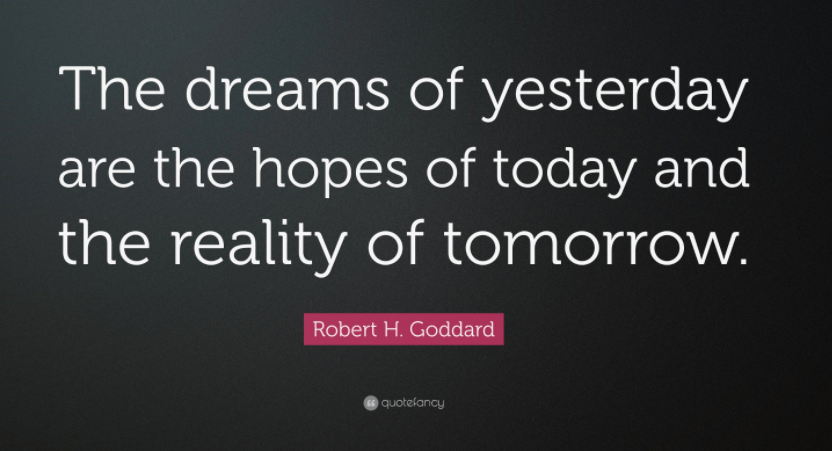 The dreams of yesterday
are the hopes of today and
the reality of tomorrow.
Robert H. Goddard
quotefancy